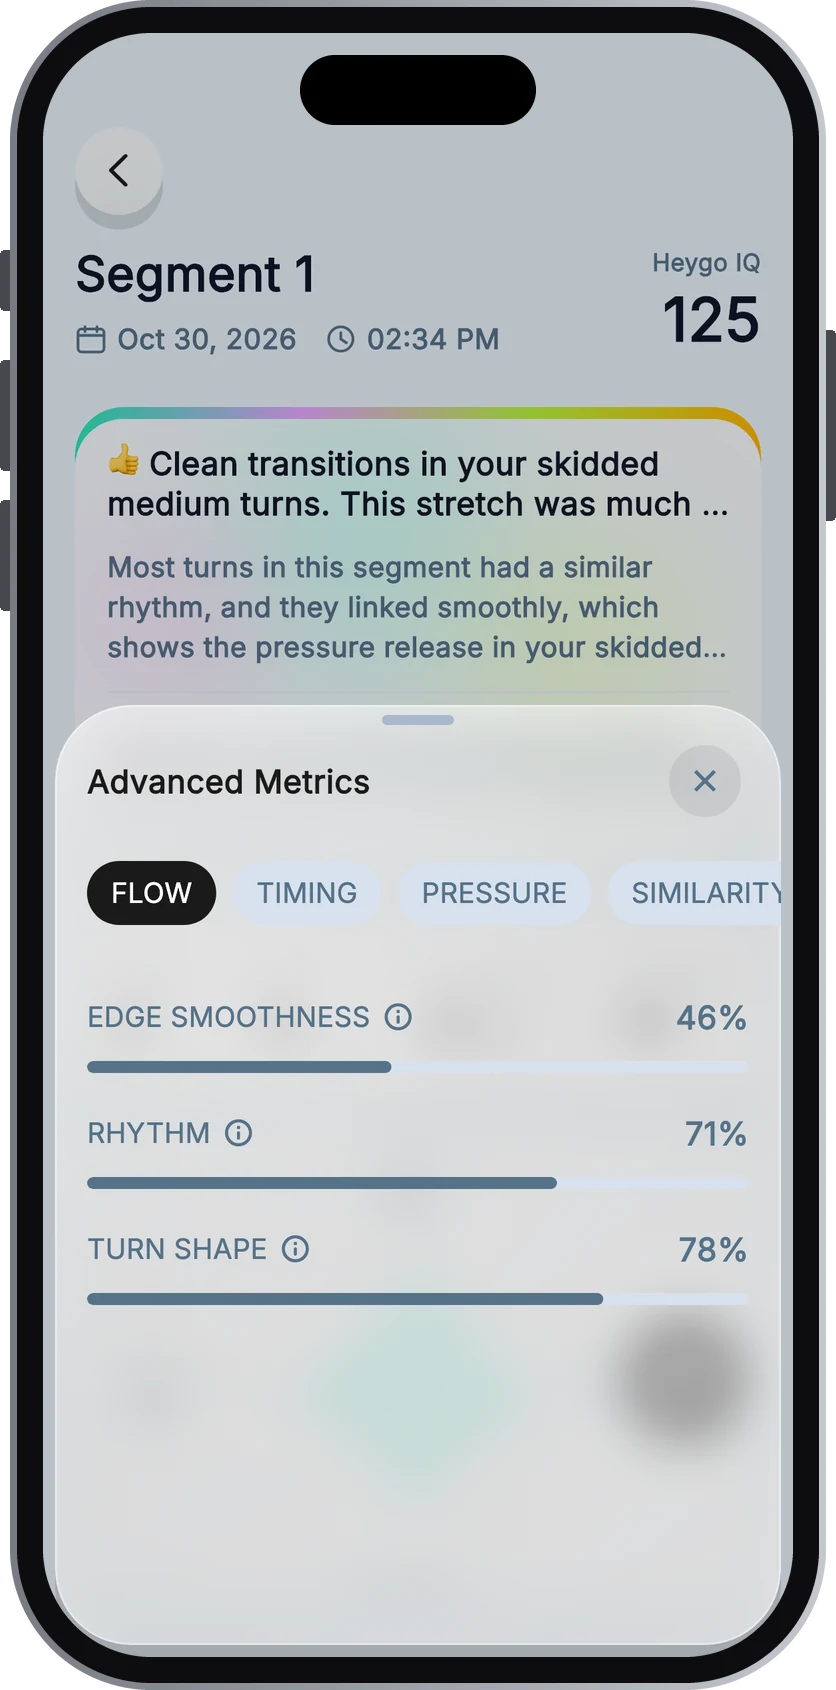 Segment 1
Heygo IQ
125
Oct 30, 2026 02:34 PM
👍 Clean transitions in your skidded
medium turns. This stretch was much ...
Most turns in this segment had a similar
rhythm, and they linked smoothly, which
shows the pressure release in your skidded...
Advanced Metrics
FLOW TIMING PRESSURE SIMILARITY
EDGE SMOOTHNESS 46%
RHYTHM 71%
TURN SHAPE 78%